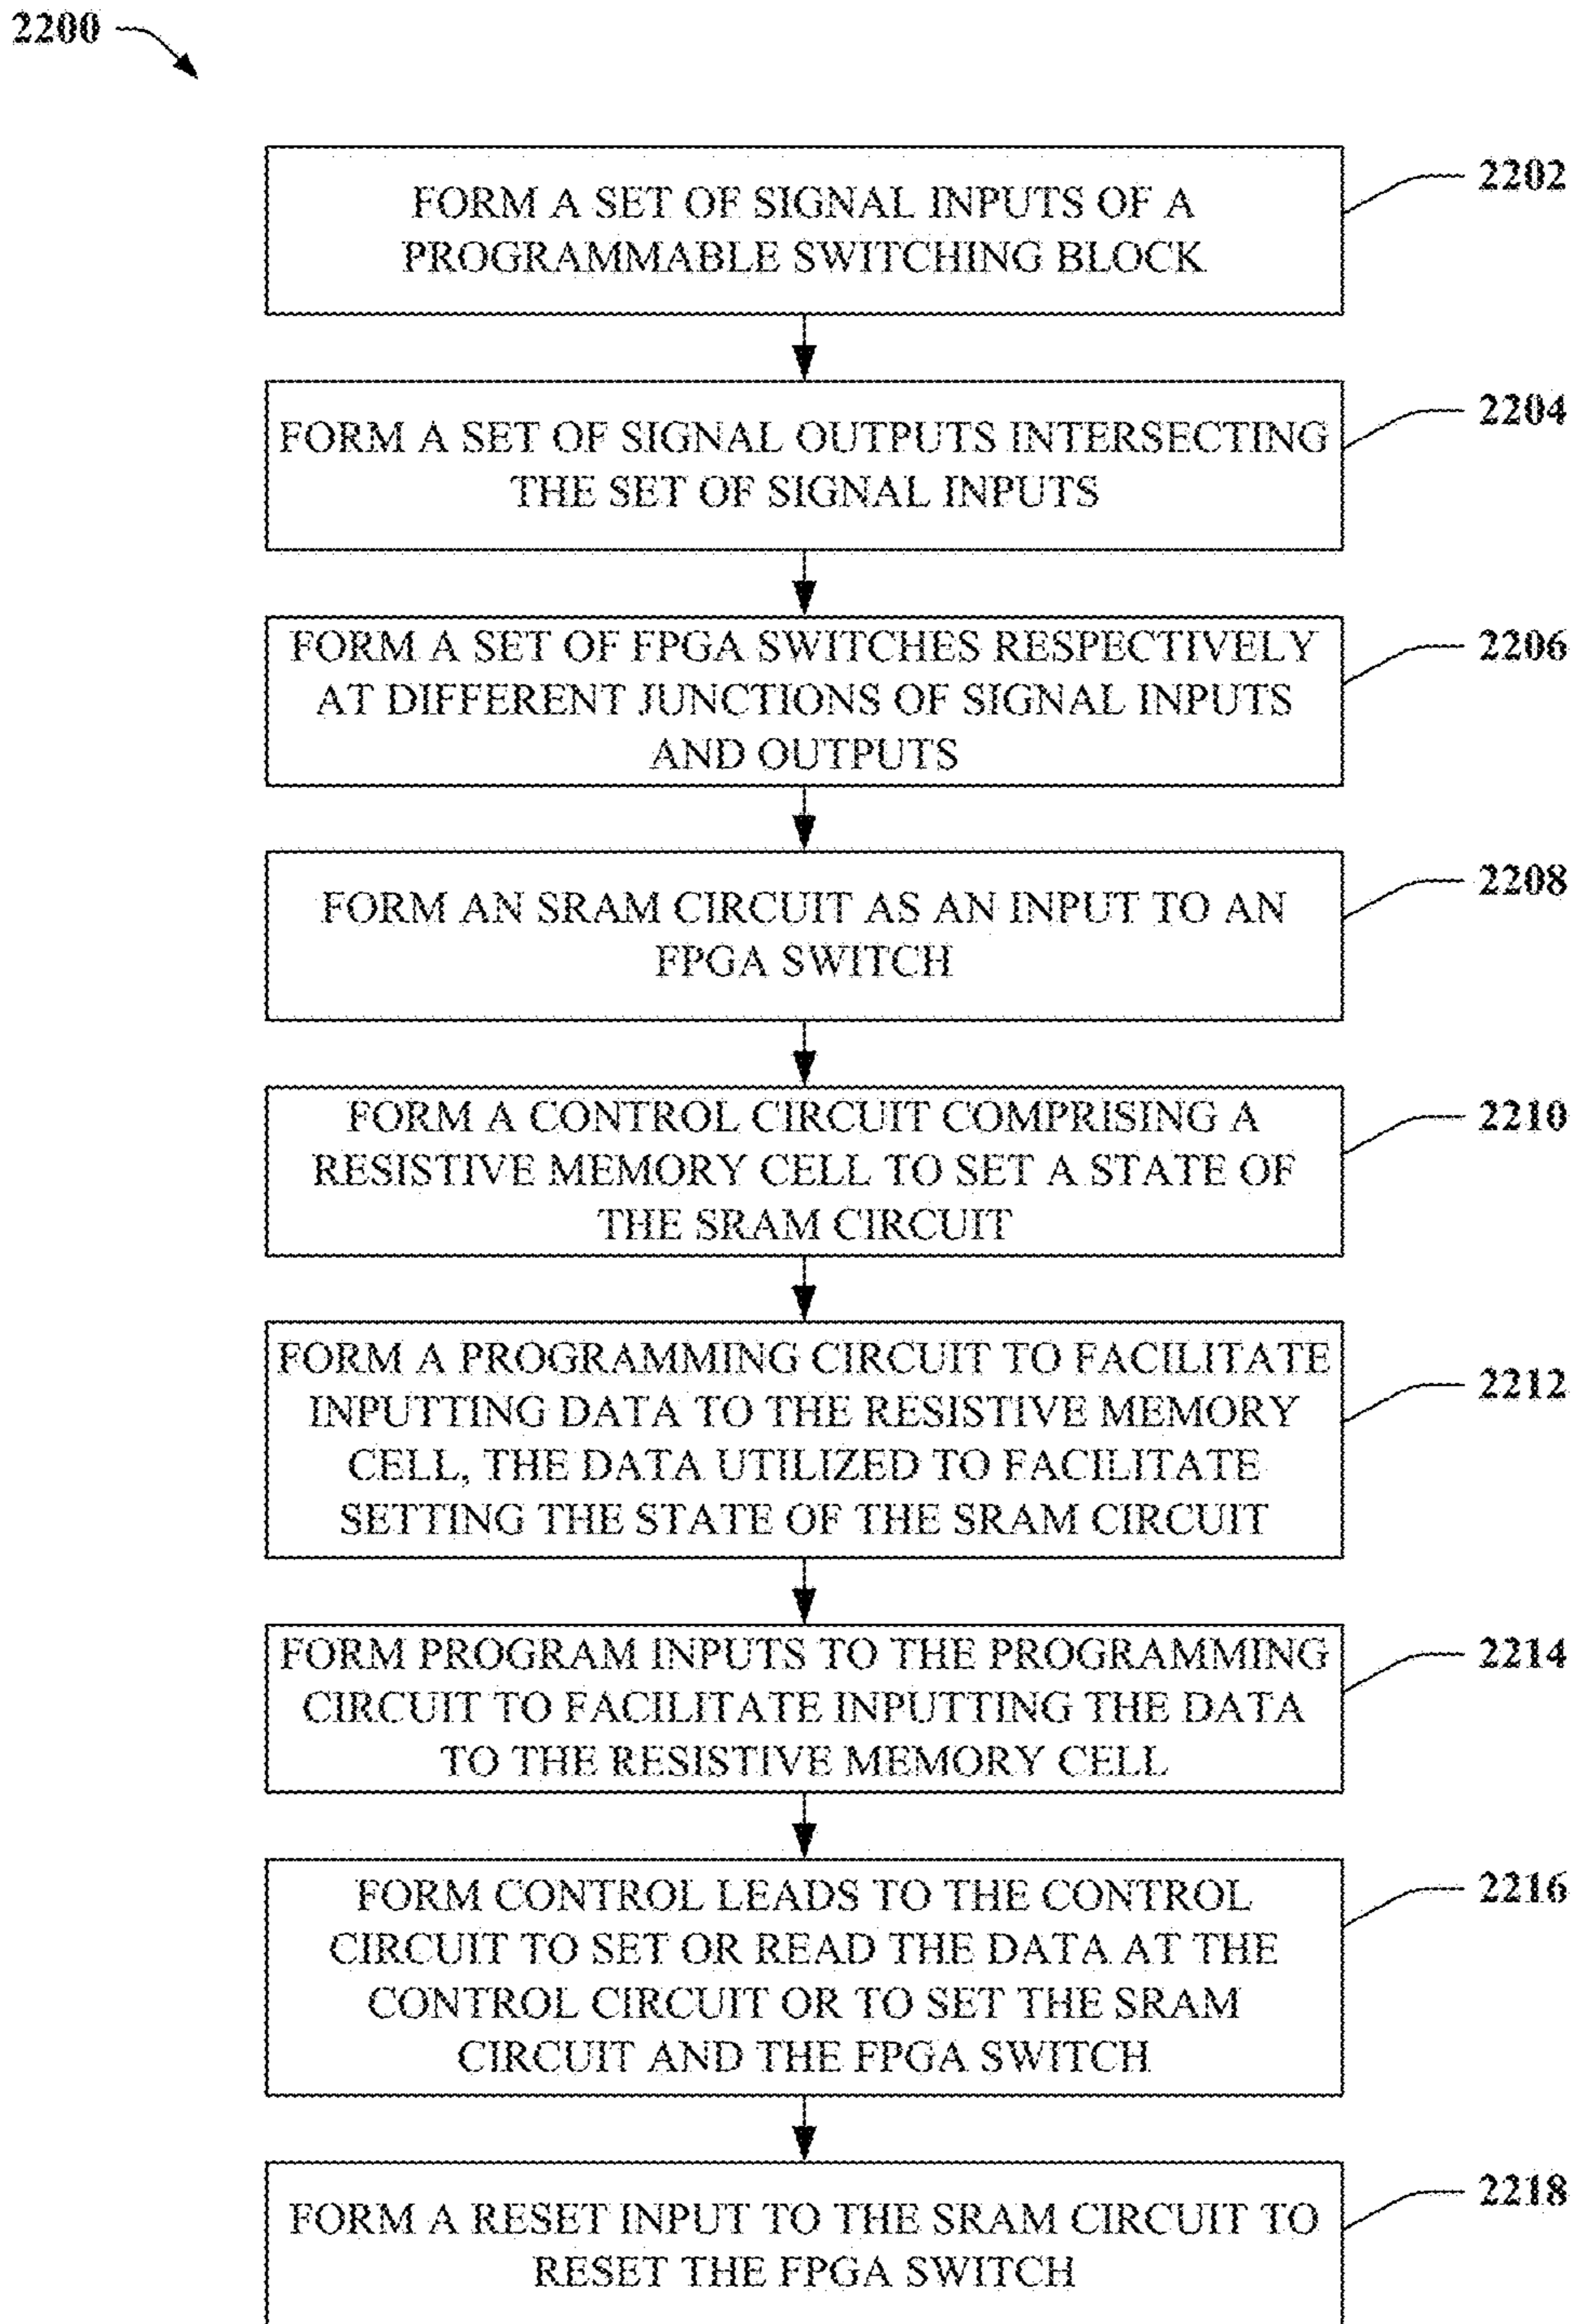 2200
FORM A SET OF SIGNAL INPUTS OF A
PROGRAMMABLE SWITCHING BLOCK
2202
FORM A SET OF SIGNAL OUTPUTS INTERSECTING
THE SET OF SIGNAL INPUTS
2204
FORM A SET OF FPGA SWITCHES RESPECTIVELY
AT DIFFERENT JUNCTIONS OF SIGNAL INPUTS
AND OUTPUTS
2206
FORM AN SRAM CIRCUIT AS AN INPUT TO AN
FPGA SWITCH
2208
FORM A CONTROL CIRCUIT COMPRISING A
RESISTIVE MEMORY CELL TO SET A STATE OF
THE SRAM CIRCUIT
2210
FORM A PROGRAMMING CIRCUIT TO FACILITATE
INPUTTING DATA TO THE RESISTIVE MEMORY
CELL, THE DATA UTILIZED TO FACILITATE
SETTING THE STATE OF THE SRAM CIRCUIT
2212
FORM PROGRAM INPUTS TO THE PROGRAMMING
CIRCUIT TO FACILITATE INPUTTING THE DATA
TO THE RESISTIVE MEMORY CELL
2214
FORM CONTROL LEADS TO THE CONTROL
CIRCUIT TO SET OR READ THE DATA AT THE
CONTROL CIRCUIT OR TO SET THE SRAM
CIRCUIT AND THE FPGA SWITCH
2216
FORM A RESET INPUT TO THE SRAM CIRCUIT TO
RESET THE FPGA SWITCH
2218